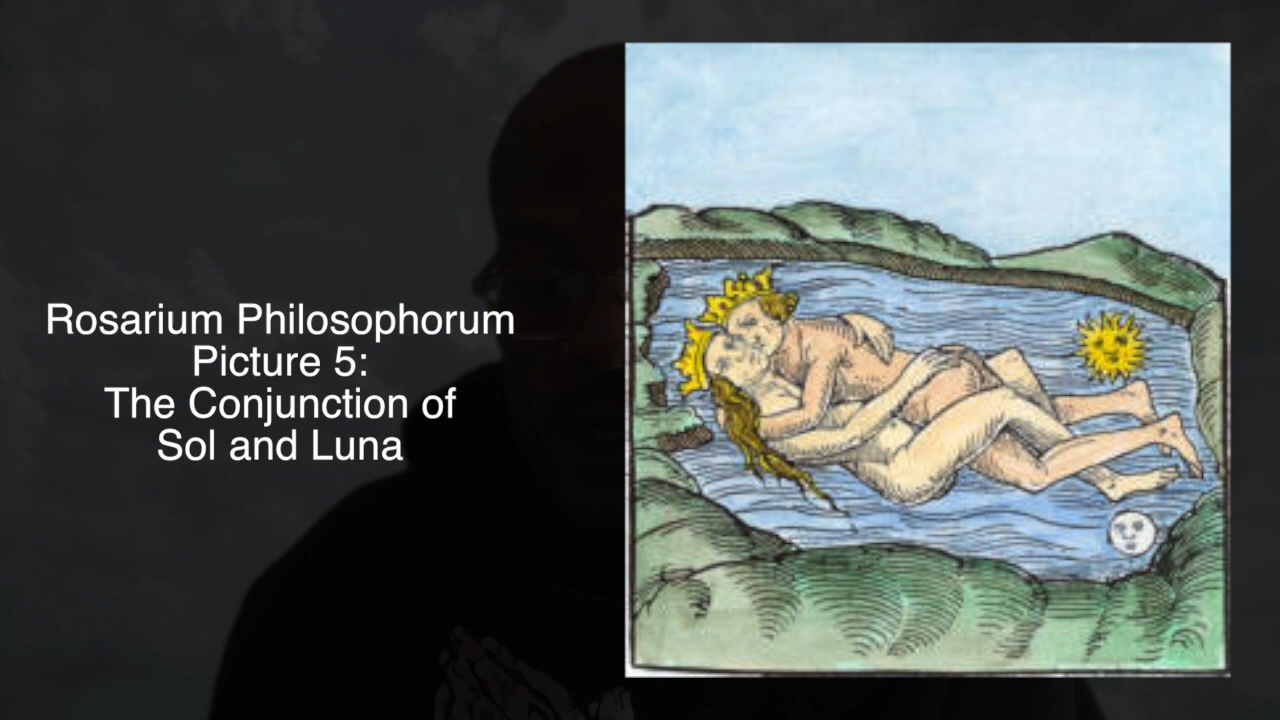 Rosarium Philosophorum
Picture 5:
The Conjunction of
Sol and Luna